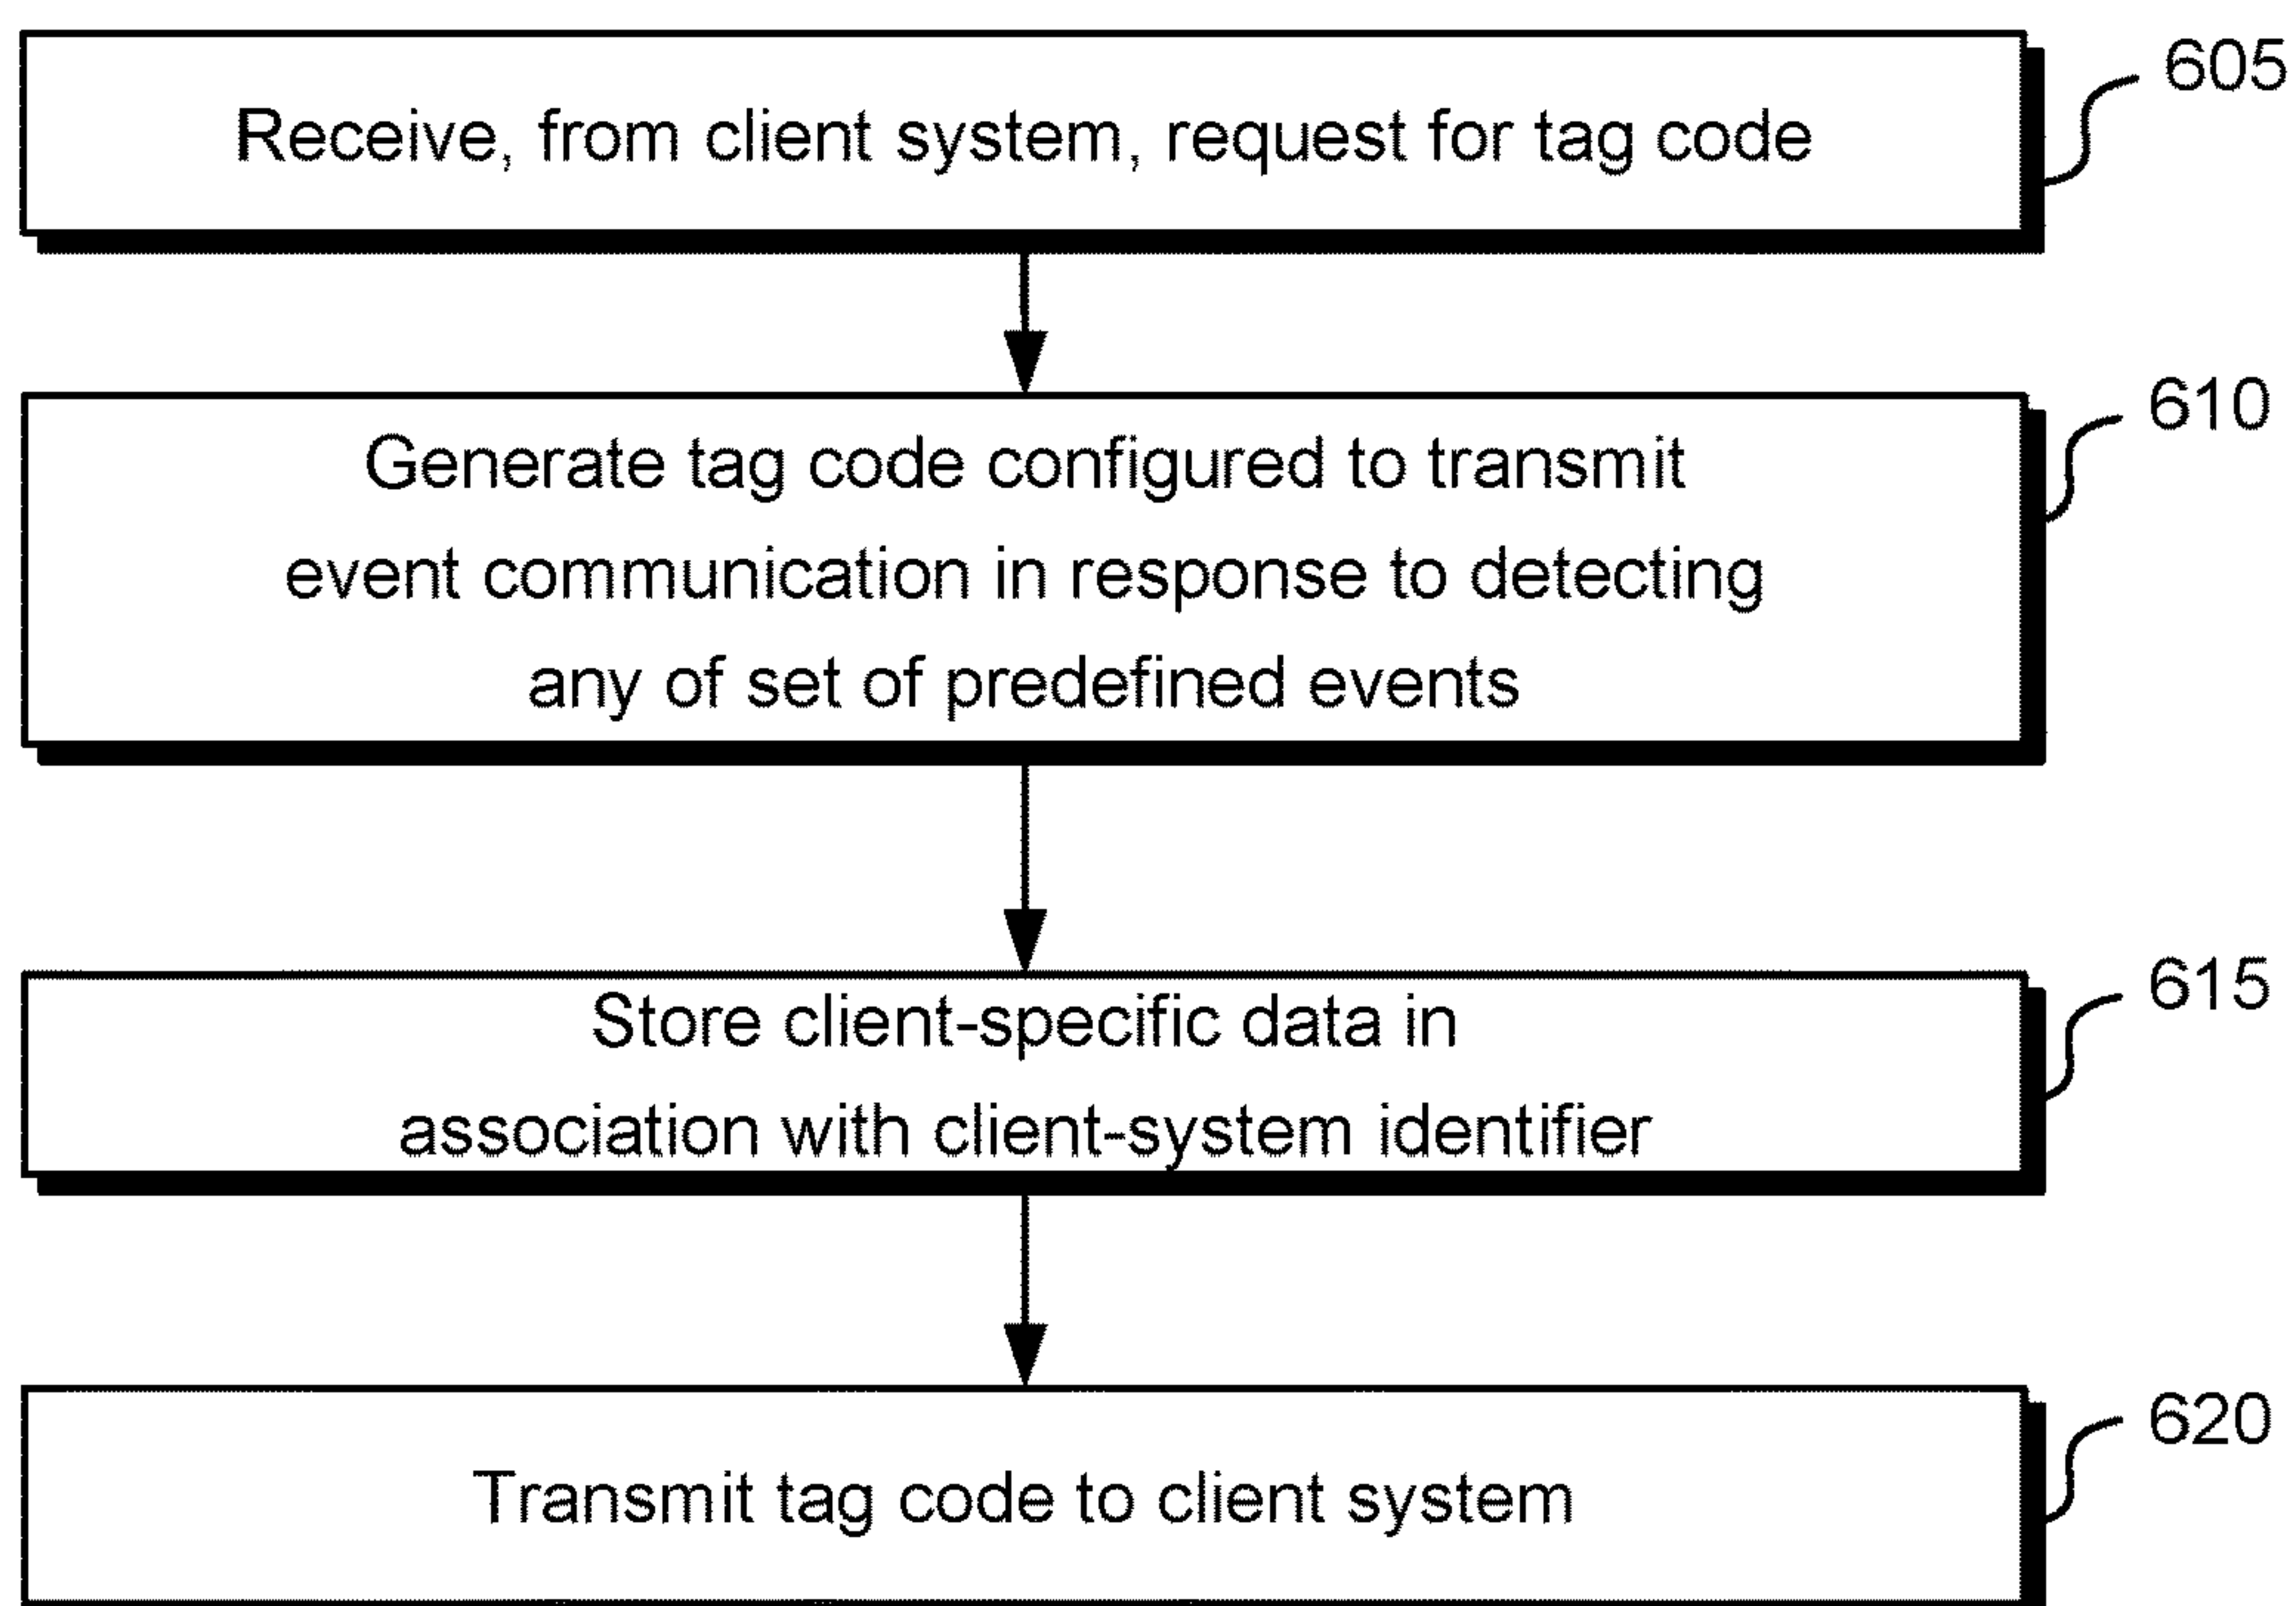 Receive, from client system, request for tag code
605
Generate tag code configured to transmit
event communication in response to detecting
any of set of predefined events
610
Store client-specific data in
association with client-system identifier
615
Transmit tag code to client system
620